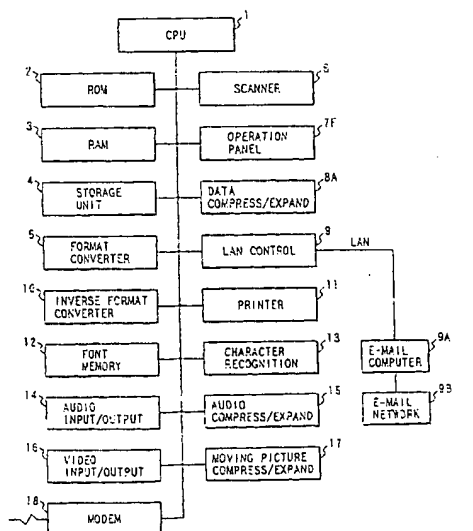 1
CPU
2
ROM
6
SCANNER
3
RAM
7F
OPERATION
PANEL
4
STORAGE
UNIT
8A
DATA
COMPRESS/EXPAND
5
FORMAT
CONVERTER
9
LAN CONTROL
LAN
10
INVERSE FORMAT
CONVERTER
11
PRINTER
12
FONT
MEMORY
13
CHARACTER
RECOGNITION
9A
E-MAIL
COMPUTER
14
AUDIO
INPUT/OUTPUT
15
AUDIO
COMPRESS/EXPAND
9B
E-MAIL
NETWORK
16
VIDEO
INPUT/OUTPUT
17
MOVING PICTURE
COMPRESS/EXPAND
18
MODEM